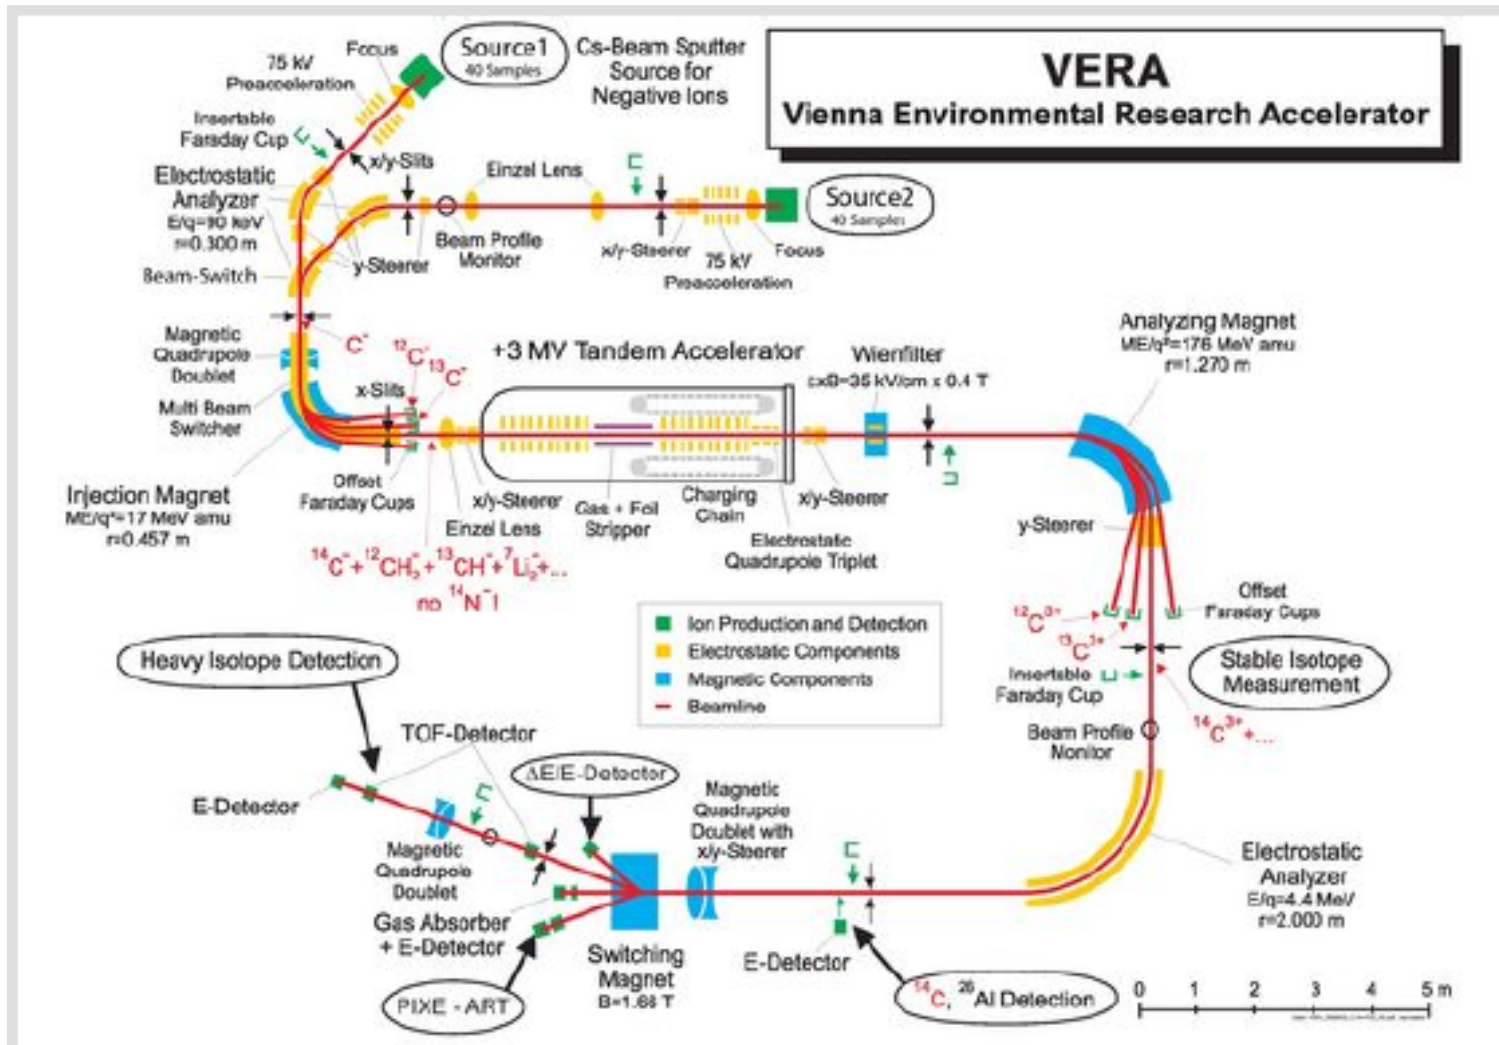 VERA
Vienna Environmental Research Accelerator
Source1
40 Samples
Cs-Beam Sputter
Source for
Negative Ions
Focus
75 kV
Preacceleration
Insertable
Faraday Cup
x/y-Slits
Electrostatic
Analyzer
E/q=90 keV
r=0.300 m
Beam-Switch
y-Steerer
Beam Profile
Monitor
Einzel Lens
x/y-Steerer
75 kV
Preacceleration
Focus
Source2
40 Samples
Magnetic
Quadrupole
Doublet
C⁻
¹²C⁻
¹³C⁻
x-Slits
Multi Beam
Switcher
Injection Magnet
ME/q²=17 MeV amu
r=0.457 m
Offset
Faraday Cups
x/y-Steerer
Einzel Lens
¹⁴C⁻+¹²CH₂⁻+¹³CH⁻+⁷Li₂⁻+...
no ¹⁴N⁻!
+3 MV Tandem Accelerator
Gas + Foil
Stripper
Charging
Chain
Electrostatic
Quadrupole Triplet
x/y-Steerer
Wienfilter
35 kV/cm x 0.4 T
Analyzing Magnet
ME/q²=176 MeV amu
r=1.270 m
y-Steerer
Offset
Faraday Cups
¹²C³⁺
¹³C³⁺
Insertable
Faraday Cup
Stable Isotope
Measurement
¹⁴C³⁺+...
Beam Profile
Monitor
Ion Production and Detection
Electrostatic Components
Magnetic Components
Beamline
Heavy Isotope Detection
TOF-Detector
E-Detector
ΔE/E-Detector
Magnetic
Quadrupole
Doublet
Magnetic
Quadrupole
Doublet with
x/y-Steerer
Gas Absorber
+ E-Detector
PIXE - ART
Switching
Magnet
B=1.68 T
E-Detector
¹⁴C, ²⁶Al Detection
Electrostatic
Analyzer
E/q=4.4 MeV
r=2.000 m
0 1 2 3 4 5 m